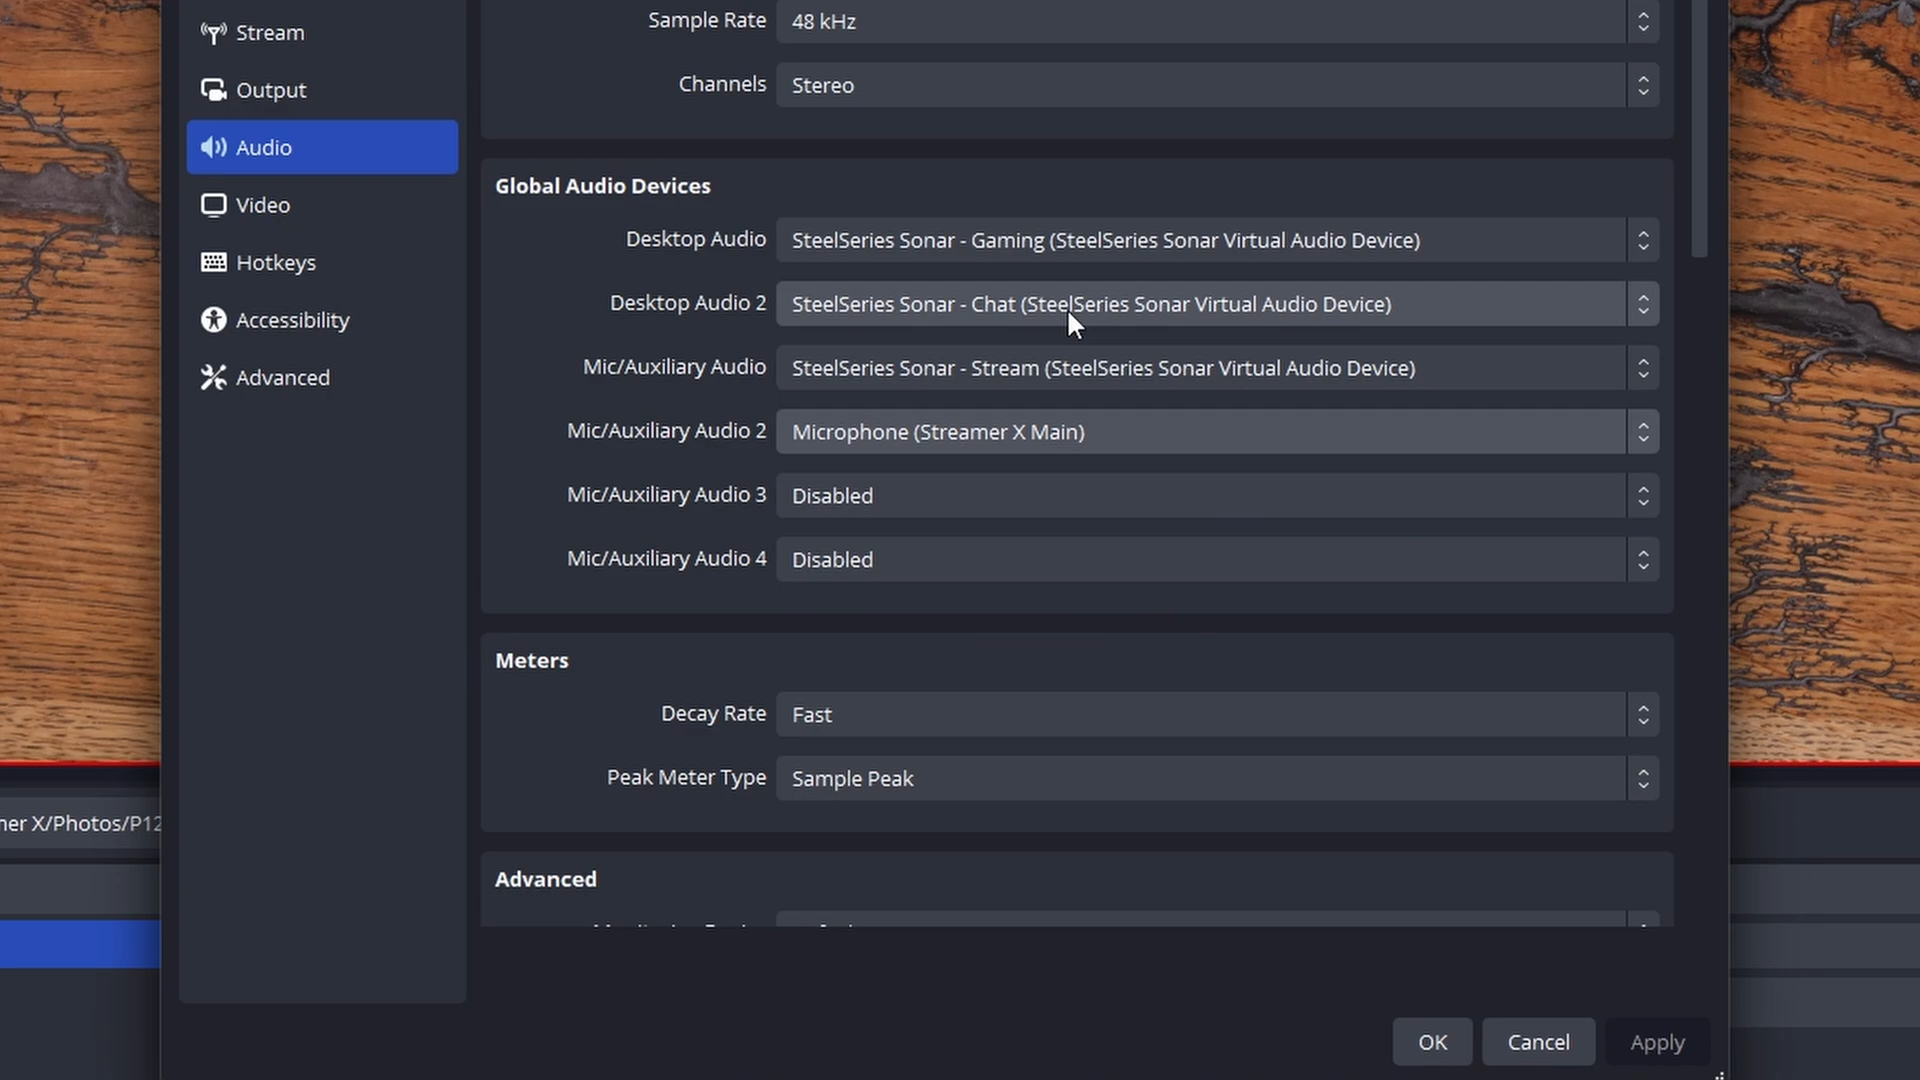 Stream
Output
Audio
Video
Hotkeys
Accessibility
Advanced
Sample Rate 48 kHz
Channels Stereo
Global Audio Devices
Desktop Audio SteelSeries Sonar - Gaming (SteelSeries Sonar Virtual Audio Device)
Desktop Audio 2 SteelSeries Sonar - Chat (SteelSeries Sonar Virtual Audio Device)
Mic/Auxiliary Audio SteelSeries Sonar - Stream (SteelSeries Sonar Virtual Audio Device)
Mic/Auxiliary Audio 2 Microphone (Streamer X Main)
Mic/Auxiliary Audio 3 Disabled
Mic/Auxiliary Audio 4 Disabled
Meters
Decay Rate Fast
Peak Meter Type Sample Peak
Advanced
X/Photos/P12
OK Cancel Apply